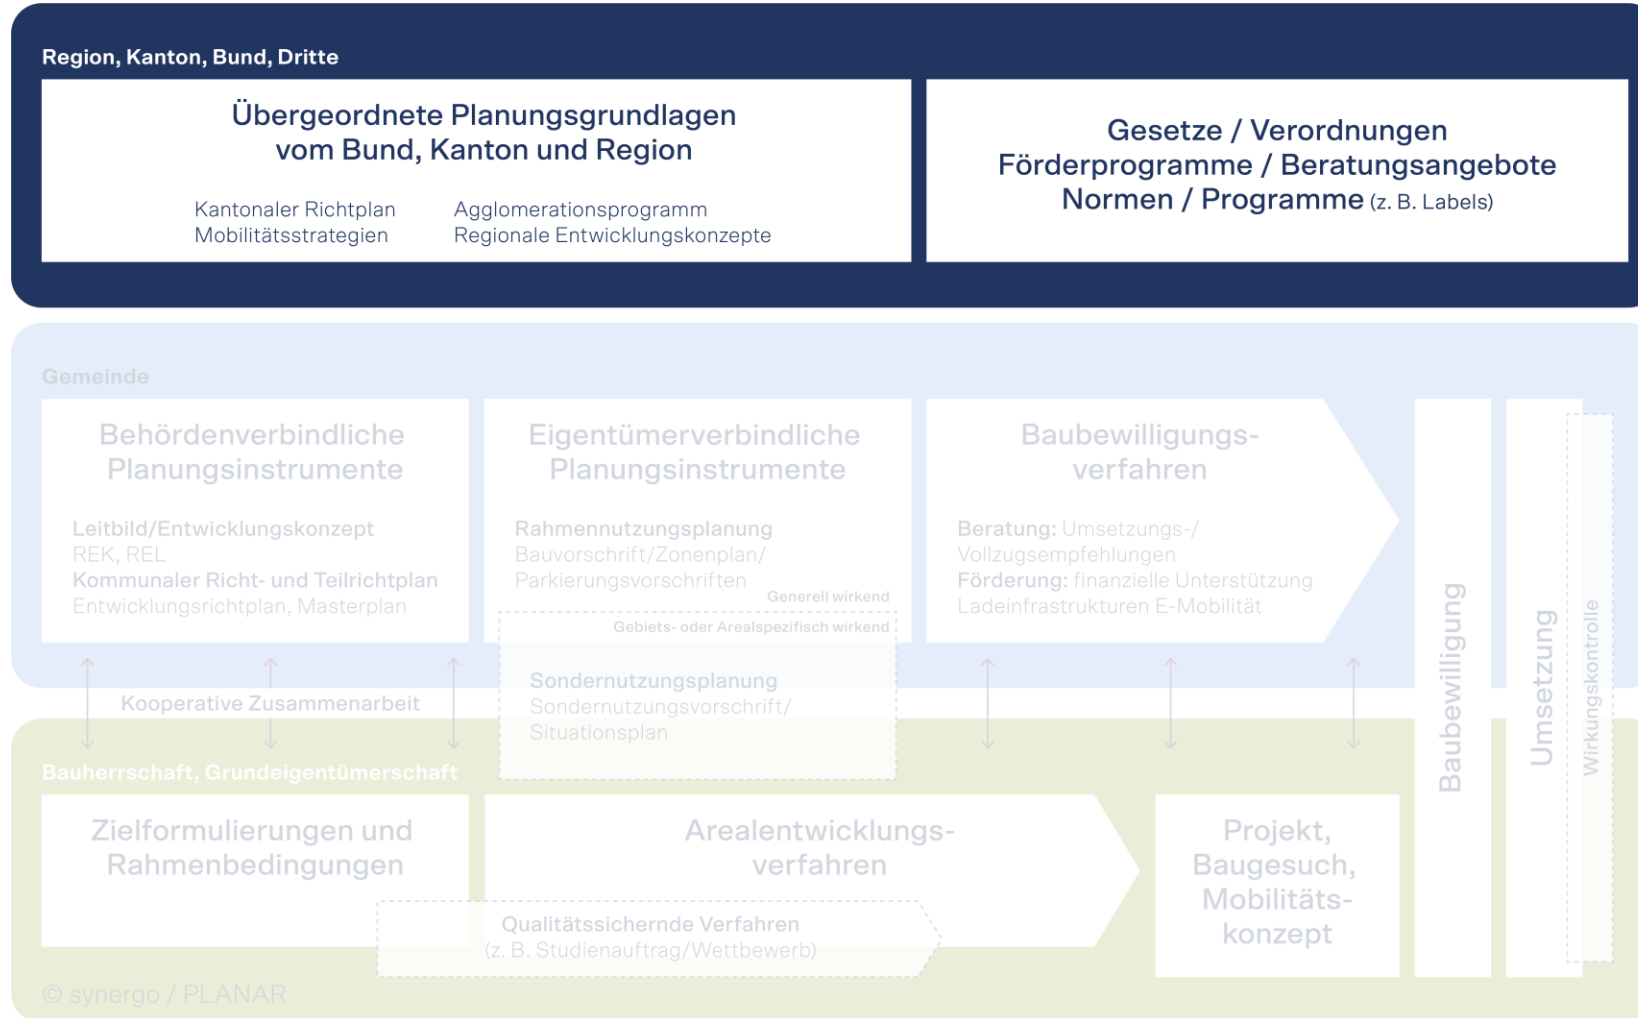 Region, Kanton, Bund, Dritte
Übergeordnete Planungsgrundlagen
vom Bund, Kanton und Region
Kantonaler Richtplan
Mobilitätsstrategien
Agglomerationsprogramm
Regionale Entwicklungskonzepte
Gesetze / Verordnungen
Förderprogramme / Beratungsangebote
Normen / Programme (z. B. Labels)
Gemeinde
Behördenverbindliche
Planungsinstrumente
Leitbild/Entwicklungskonzept
REK, REL
Kommunaler Richt- und Teilrichtplan
Entwicklungsrichtplan, Masterplan
Eigentümerverbindliche
Planungsinstrumente
Rahmennutzungsplanung
Bauvorschrift/Zonenplan/
Parkierungsvorschriften
Generell wirkend
Gebiets- oder Arealspezifisch wirkend
Sondernutzungsplanung
Sondernutzungsvorschrift/
Situationsplan
Baubewilligungs-
verfahren
Beratung: Umsetzungs-/
Vollzugsempfehlungen
Förderung: finanzielle Unterstützung
Ladeinfrastrukturen E-Mobilität
Kooperative Zusammenarbeit
Bauherrschaft, Grundeigentümerschaft
Zielformulierungen und
Rahmenbedingungen
Arealentwicklungs-
verfahren
Qualitätssichernde Verfahren
(z. B. Studienauftrag/Wettbewerb)
Projekt,
Baugesuch,
Mobilitäts-
konzept
Baubewilligung
Umsetzung
Wirkungskontrolle
© synergo / PLANAR